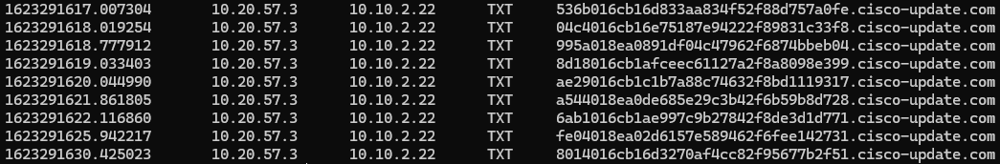 1623291617.007304 10.20.57.3 10.10.2.22 TXT 536b016cb16d833aa834f52f88d757a0fe.cisco-update.com
1623291618.019254 10.20.57.3 10.10.2.22 TXT 04c4016cb16e75187e94222f89831c33f8.cisco-update.com
1623291618.777912 10.20.57.3 10.10.2.22 TXT 995a018ea0891df04c47962f6874bbeb04.cisco-update.com
1623291619.033403 10.20.57.3 10.10.2.22 TXT 8d18016cb1afceec61127a2f8a8098e399.cisco-update.com
1623291620.044990 10.20.57.3 10.10.2.22 TXT ae29016cb1c1b7a88c74632f8bd1119317.cisco-update.com
1623291621.861805 10.20.57.3 10.10.2.22 TXT a544018ea0de685e29c3b42f6b59b8d728.cisco-update.com
1623291622.116860 10.20.57.3 10.10.2.22 TXT 6ab1016cb1ae997c9b27842f8de3d1d771.cisco-update.com
1623291625.942217 10.20.57.3 10.10.2.22 TXT fe04018ea02d6157e589462f6fee142731.cisco-update.com
1623291630.425023 10.20.57.3 10.10.2.22 TXT 8014016cb16d3270af4cc82f95677b2f51.cisco-update.com